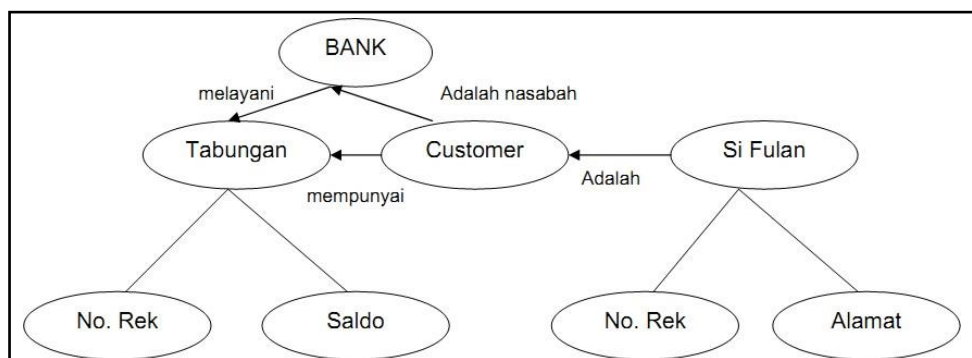 BANK
melayani
Adalah nasabah
Tabungan
Customer
Si Fulan
mempunyai
Adalah
No. Rek
Saldo
No. Rek
Alamat